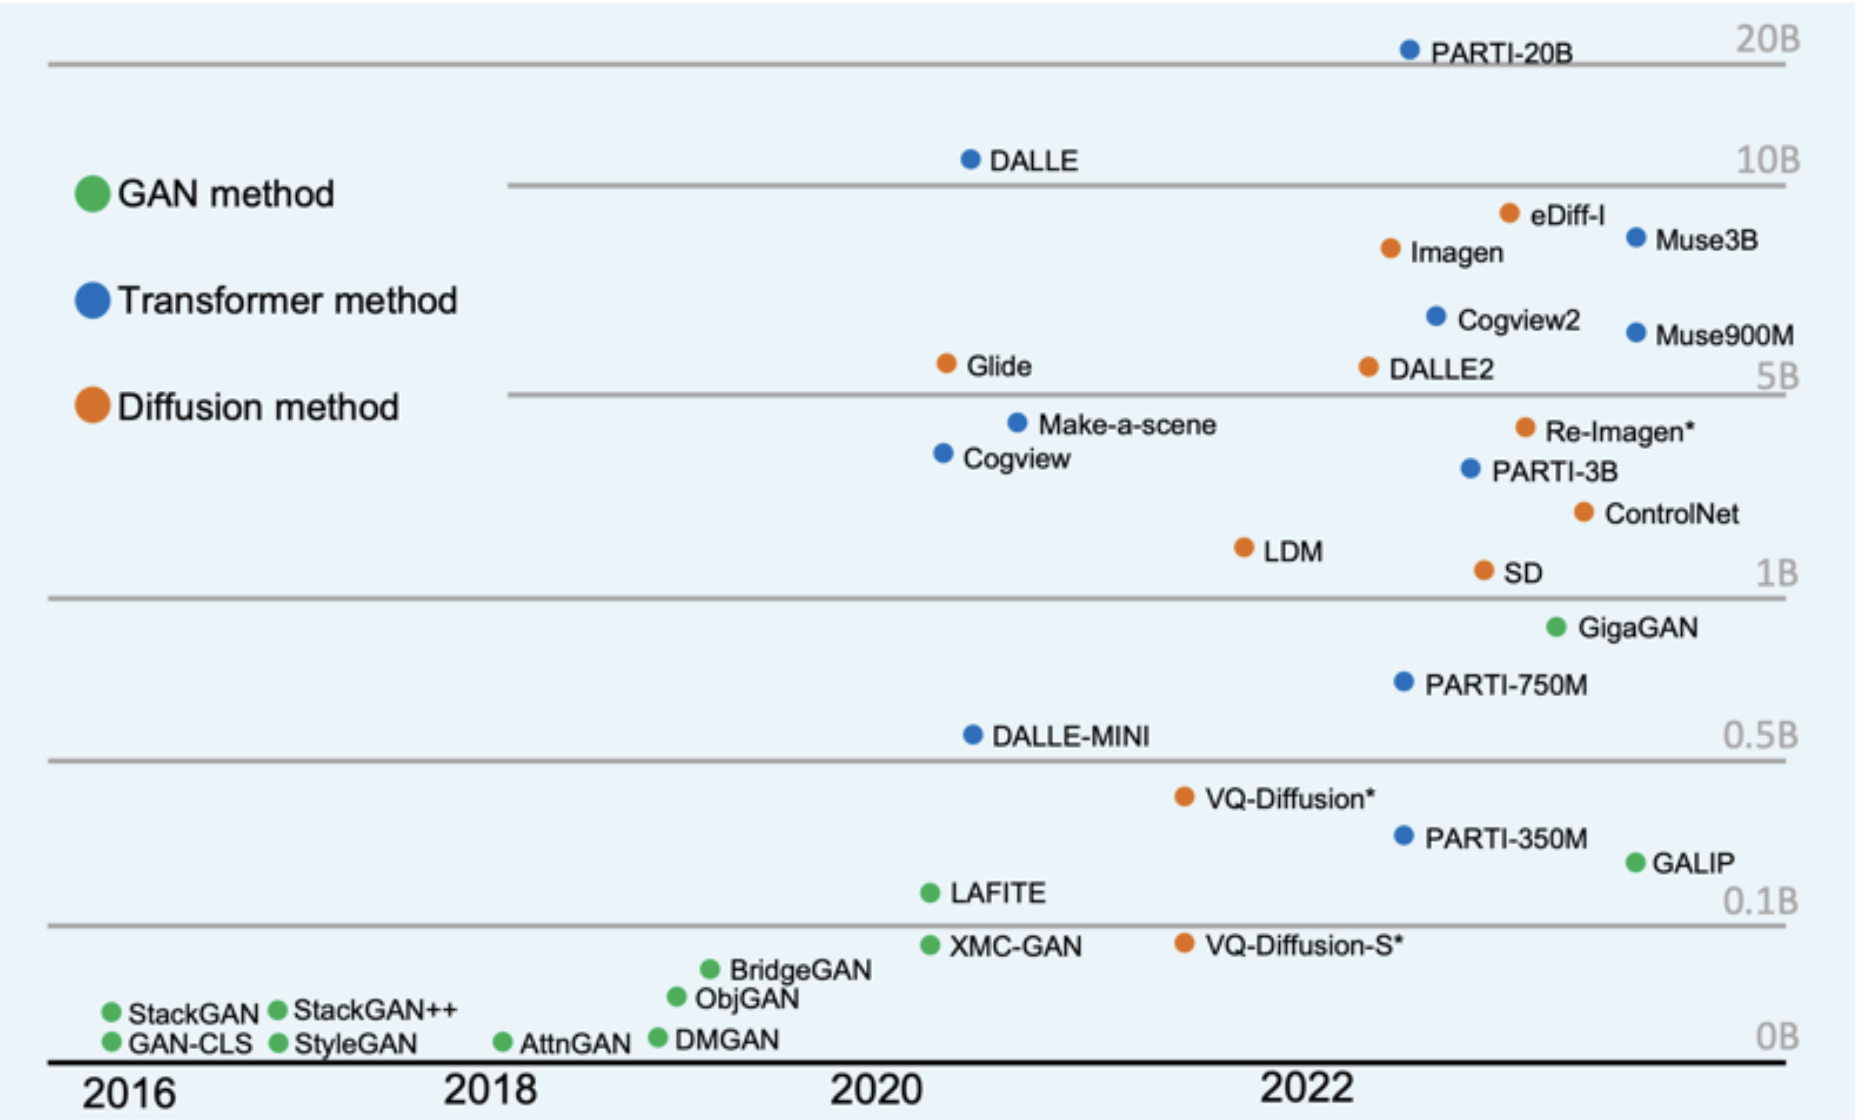 PARTI-20B
20B
DALLE
10B
GAN method
eDiff-I
Muse3B
Imagen
Transformer method
Cogview2
Muse900M
Glide
DALLE2
5B
Diffusion method
Make-a-scene
Re-Imagen*
Cogview
PARTI-3B
ControlNet
LDM
SD
1B
GigaGAN
PARTI-750M
DALLE-MINI
0.5B
VQ-Diffusion*
PARTI-350M
GALIP
LAFITE
0.1B
XMC-GAN
VQ-Diffusion-S*
BridgeGAN
ObjGAN
StackGAN
StackGAN++
GAN-CLS
StyleGAN
AttnGAN
DMGAN
0B
2016
2018
2020
2022